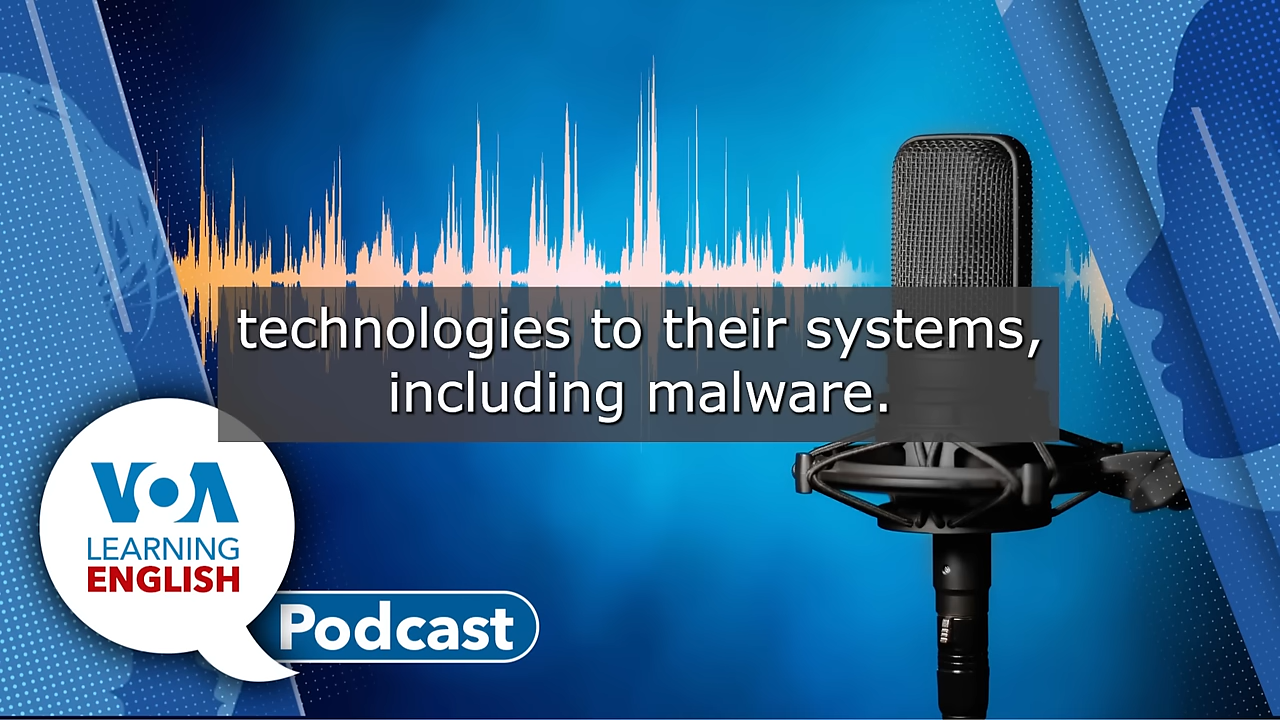 technologies to their systems,
including malware.
VOA
LEARNING
ENGLISH
Podcast